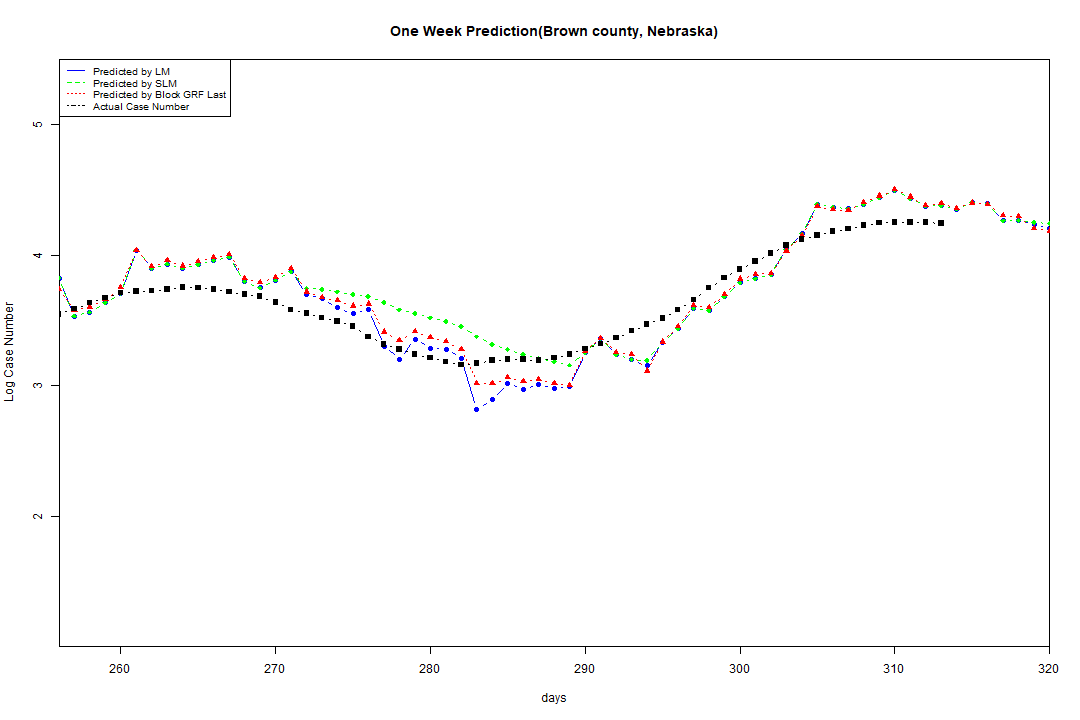 One Week Prediction(Brown county, Nebraska)
Predicted by LM
Predicted by SLM
Predicted by Block GRF Last
Actual Case Number
5
4
3
2
Log Case Number
260 270 280 290 300 310 320
days